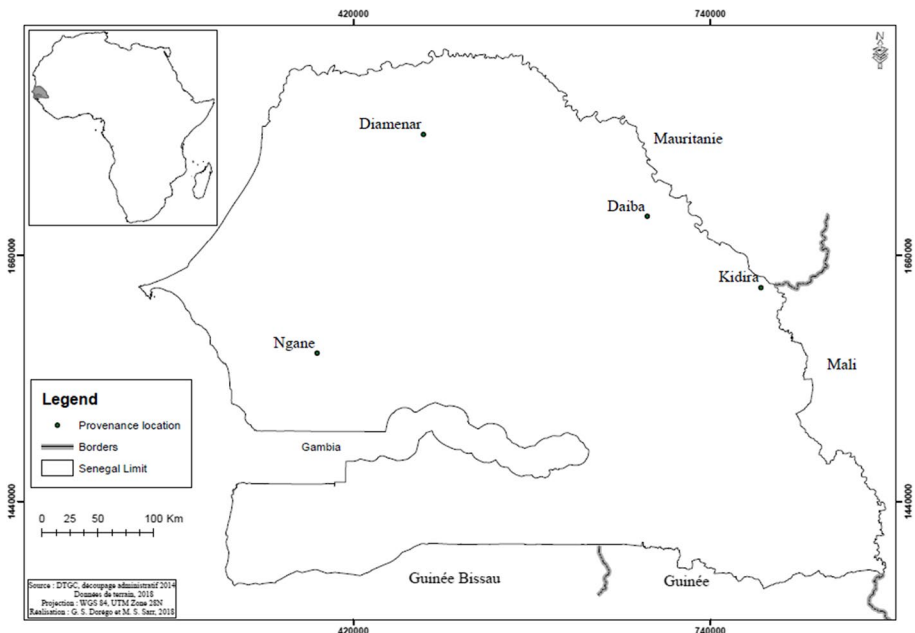 420000
740000
N
Diamenar
Mauritanie
Daiba
1660000
1660000
Kidira
Ngane
Mali
Legend
Provenance location
Borders
Senegal Limit
Gambia
1440000
1440000
0 25 50 100 Km
Guinée Bissau
Guinée
Source : DTGC, découpage administratif 2014
Données de terrain, 2018
Projection : WGS 84, UTM Zone 28N
Réalisation : G. S. Dorego et M. S. Sarr, 2018
420000
740000